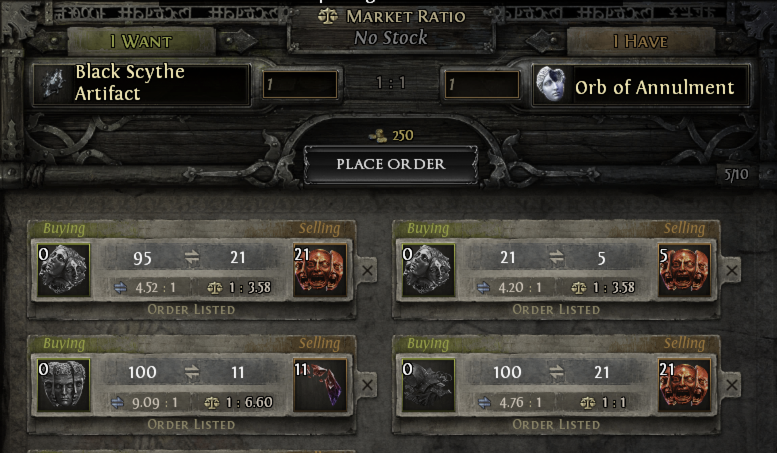 MARKET RATIO
I WANT
No Stock
I HAVE
Black Scythe
Artifact
1
1 : 1
1
Orb of Annulment
250
PLACE ORDER
5/10
Buying
Selling
0
95
21
21
4.52 : 1
1 : 3.58
ORDER LISTED
Buying
Selling
0
21
5
5
4.20 : 1
1 : 3.58
ORDER LISTED
Buying
Selling
0
100
11
11
9.09 : 1
1 : 6.60
ORDER LISTED
Buying
Selling
0
100
21
21
4.76 : 1
1 : 1
ORDER LISTED